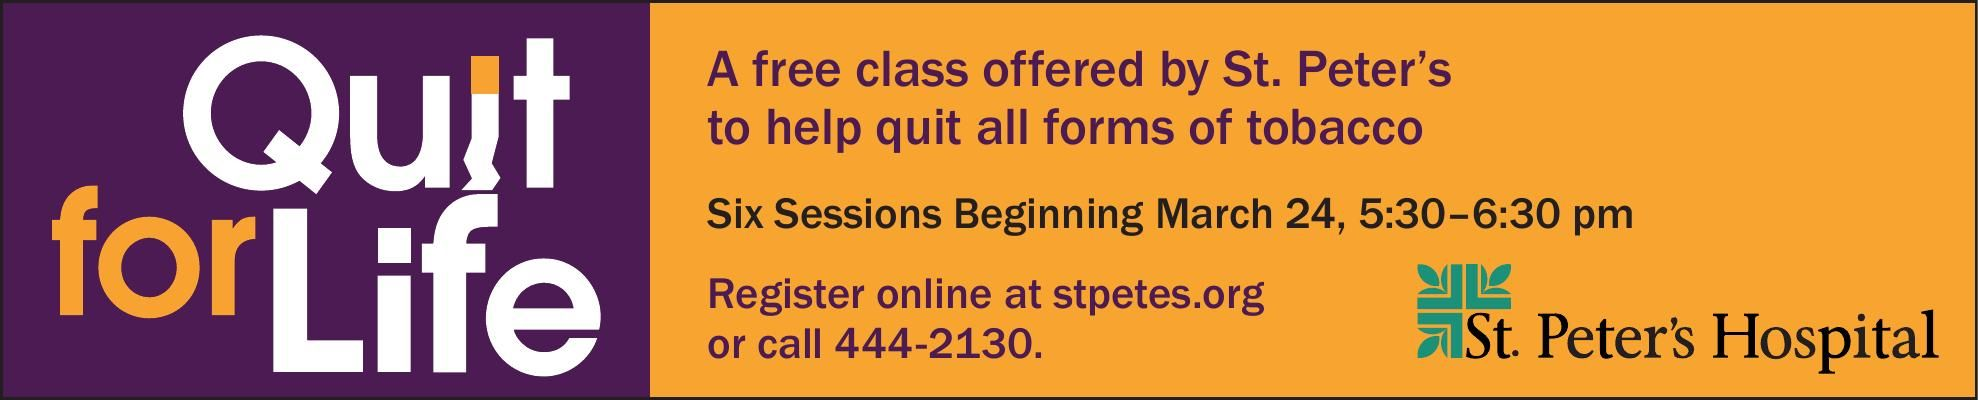 Quit
for Life
A free class offered by St. Peter’s
to help quit all forms of tobacco
Six Sessions Beginning March 24, 5:30–6:30 pm
Register online at stpetes.org
or call 444-2130.
St. Peter’s Hospital